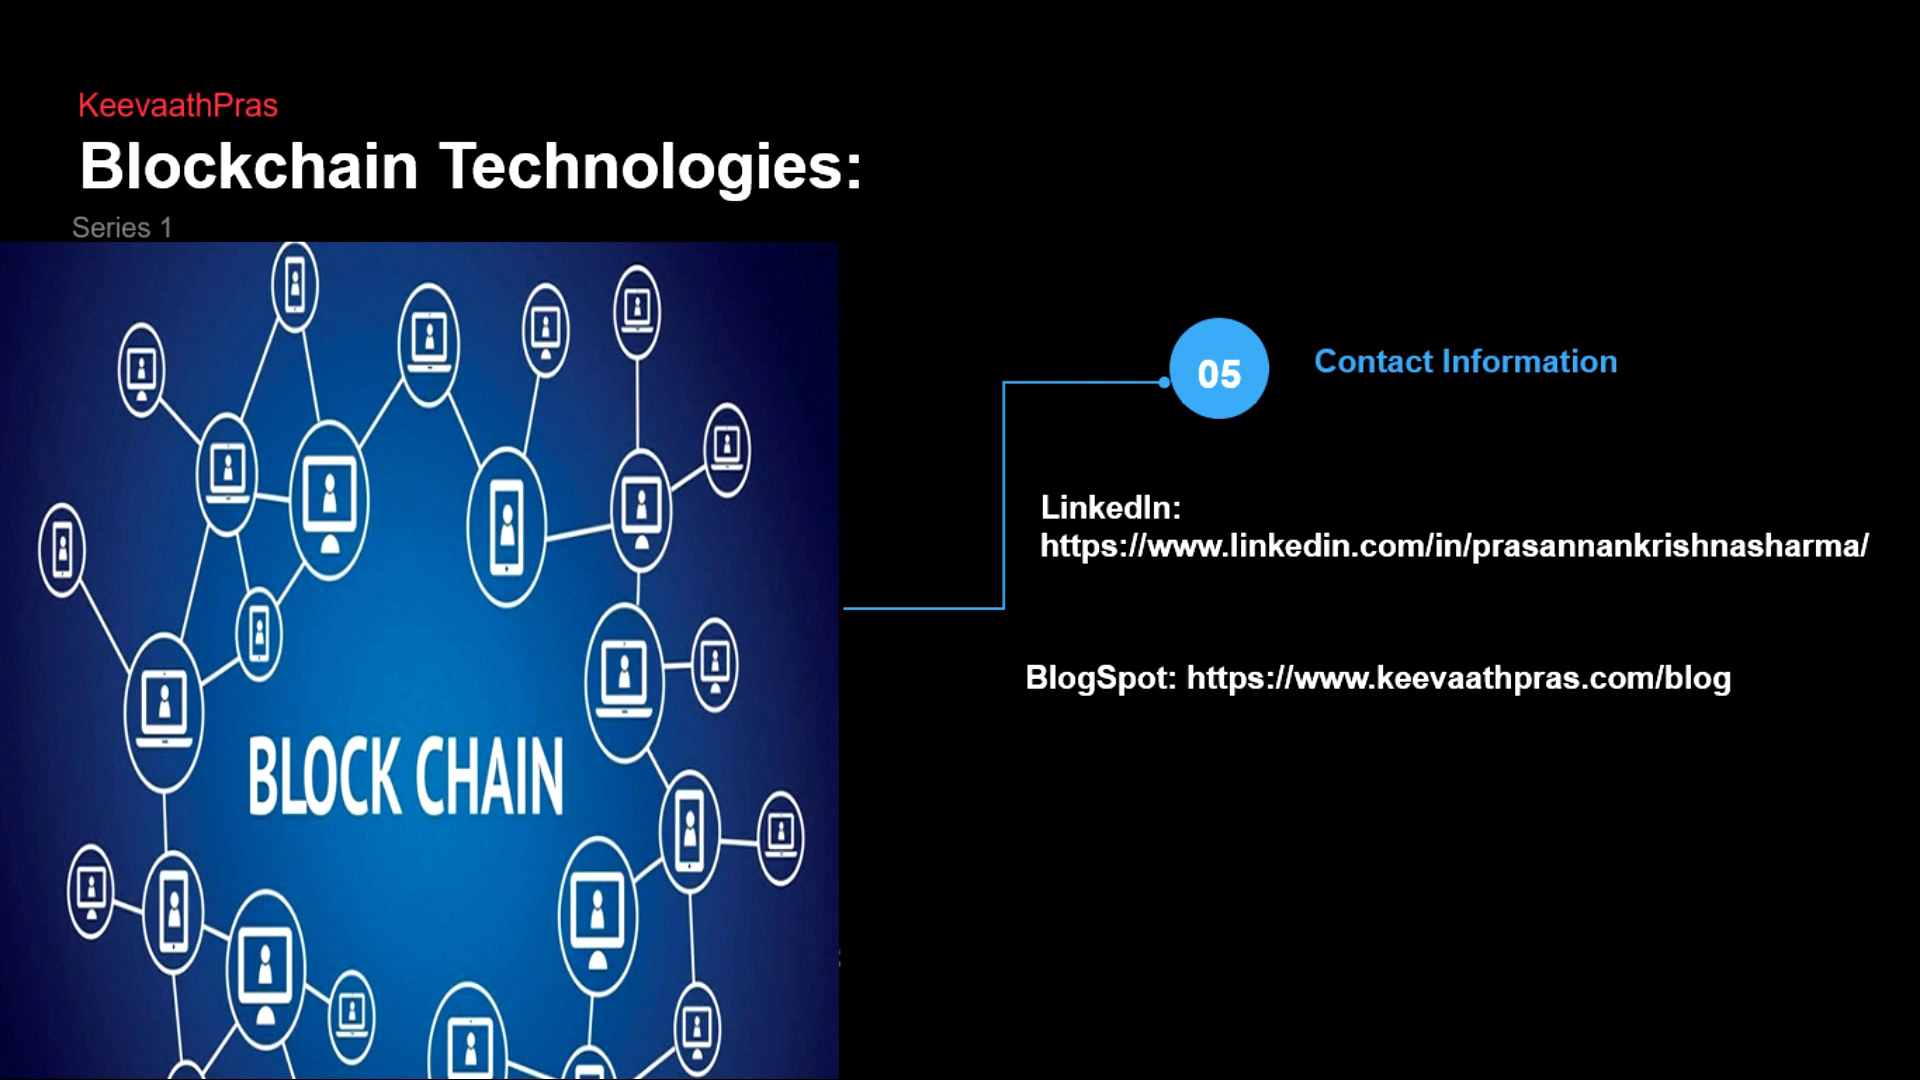 KeevaathPras
Blockchain Technologies:
Series 1
BLOCK CHAIN
05
Contact Information
LinkedIn:
https://www.linkedin.com/in/prasannankrishnasharma/
BlogSpot: https://www.keevaathpras.com/blog